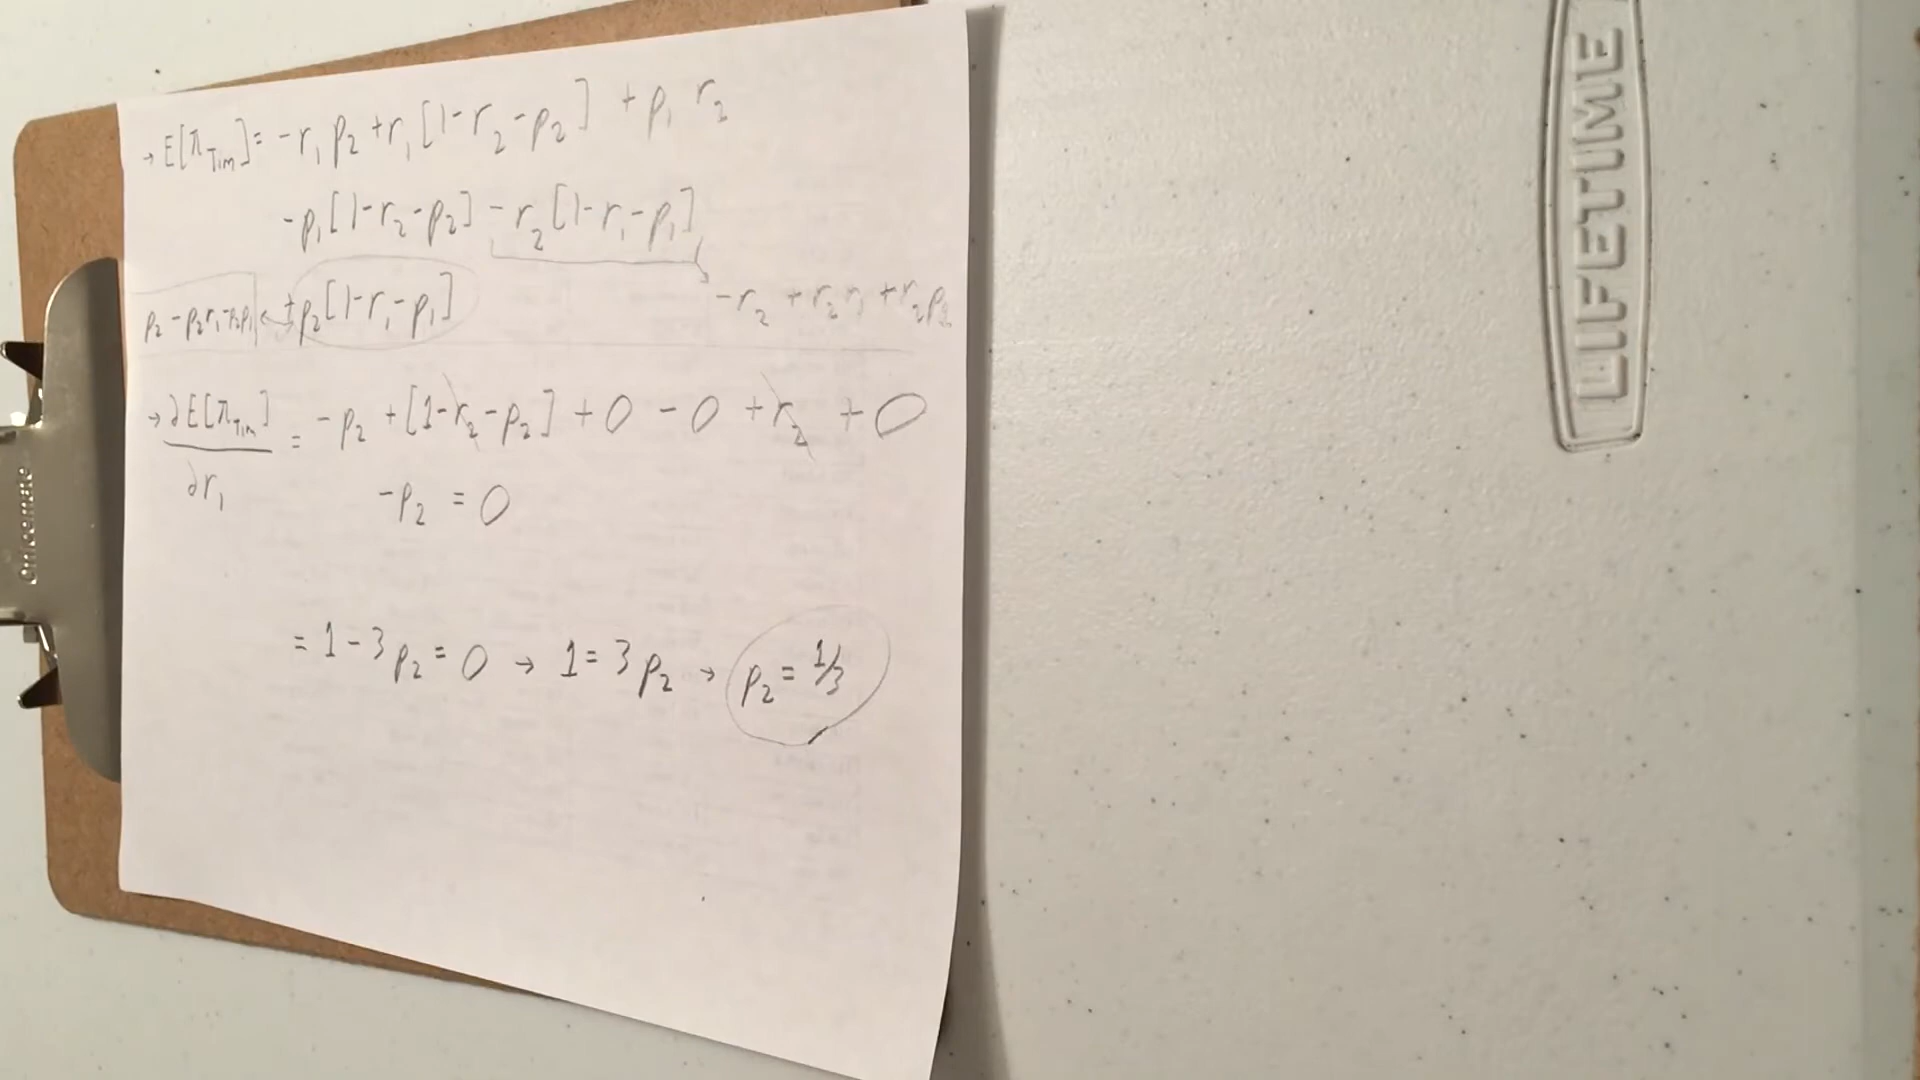 → E[π_Tim] = -r₁p₂ + r₁[1-r₂-p₂] + p₁r₂
-p₁[1-r₂-p₂] - r₂[1-r₁-p₁]
p₂ - p₂r₁ - p₂p₁ ← + p₂[1-r₁-p₁]
-r₂ + r₂r₁ + r₂p₁
→ ∂E[π_Tim] / ∂r₁ = -p₂ + [1-r₂-p₂] + 0 - 0 + r₂ + 0
-p₂ = 0
= 1-3p₂ = 0 → 1 = 3p₂ → p₂ = 1/3
Officemate
LIFETIME